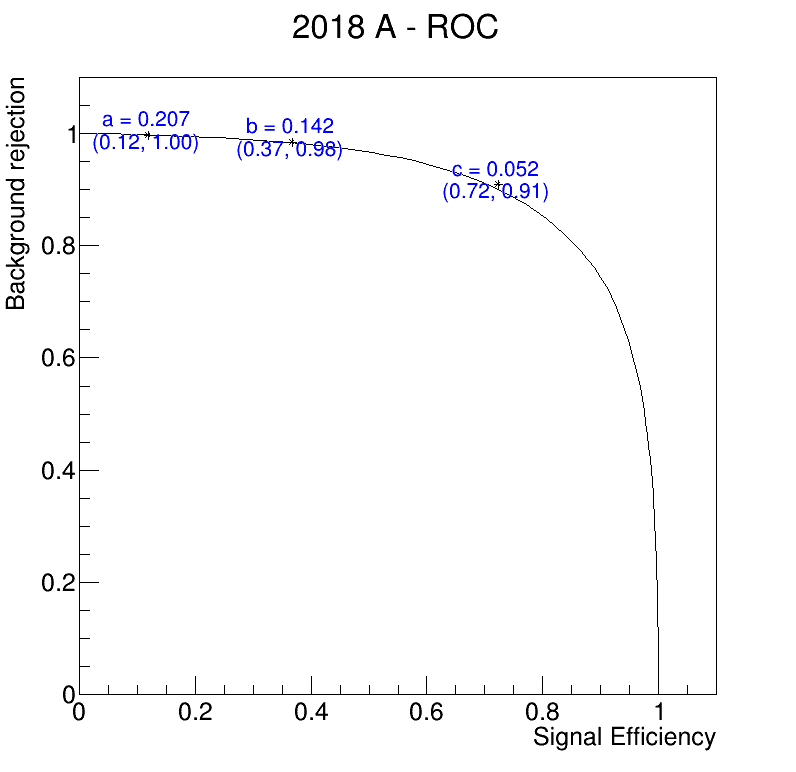 2018 A - ROC
Background rejection
a = 0.207
(0.12, 1.00)
b = 0.142
(0.37, 0.98)
c = 0.052
(0.72, 0.91)
1
0.8
0.6
0.4
0.2
0
0 0.2 0.4 0.6 0.8 1
Signal Efficiency